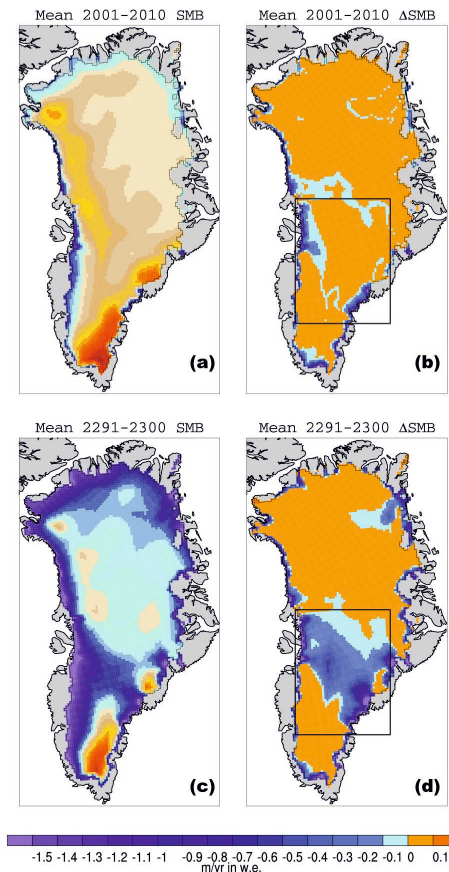 Mean 2001-2010 SMB
Mean 2001-2010 ΔSMB
(a)
(b)
Mean 2291-2300 SMB
Mean 2291-2300 ΔSMB
(c)
(d)
-1.5 -1.4 -1.3 -1.2 -1.1 -1 -0.9 -0.8 -0.7 -0.6 -0.5 -0.4 -0.3 -0.2 -0.1 0 0.1
m/yr in w.e.